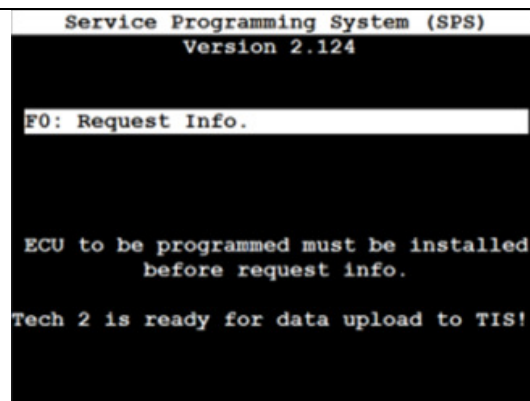 Service Programming System (SPS)
Version 2.124
F0: Request Info.
ECU to be programmed must be installed
before request info.
Tech 2 is ready for data upload to TIS!